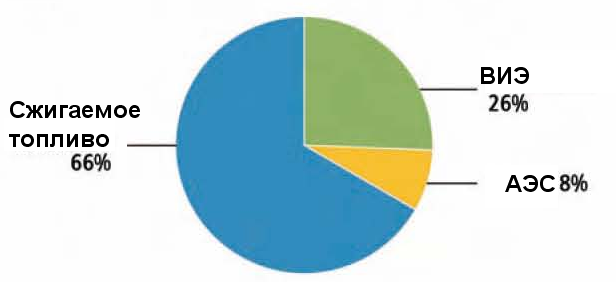 ВИЭ
26%
Сжигаемое
топливо
66%
АЭС 8%